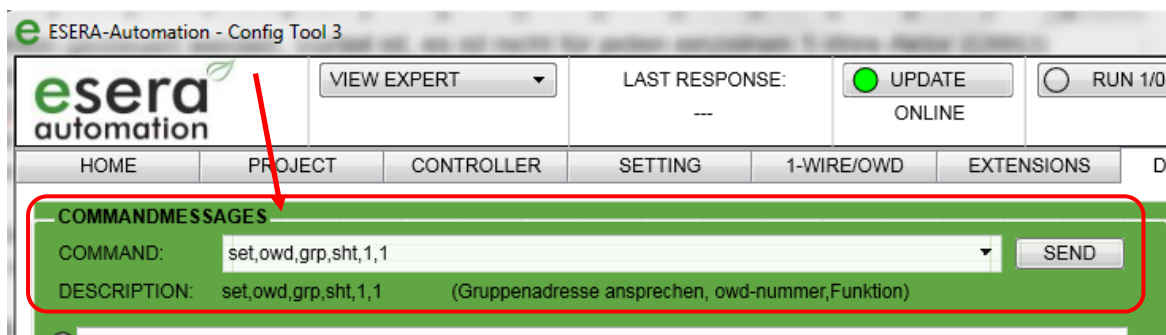 ESERA-Automation - Config Tool 3
esera
automation
VIEW EXPERT
LAST RESPONSE:
---
UPDATE
ONLINE
RUN 1/0
HOME PROJECT CONTROLLER SETTING 1-WIRE/OWD EXTENSIONS D
COMMANDMESSAGES
COMMAND: set,owd,grp,sht,1,1 SEND
DESCRIPTION: set,owd,grp,sht,1,1 (Gruppenadresse ansprechen, owd-nummer,Funktion)